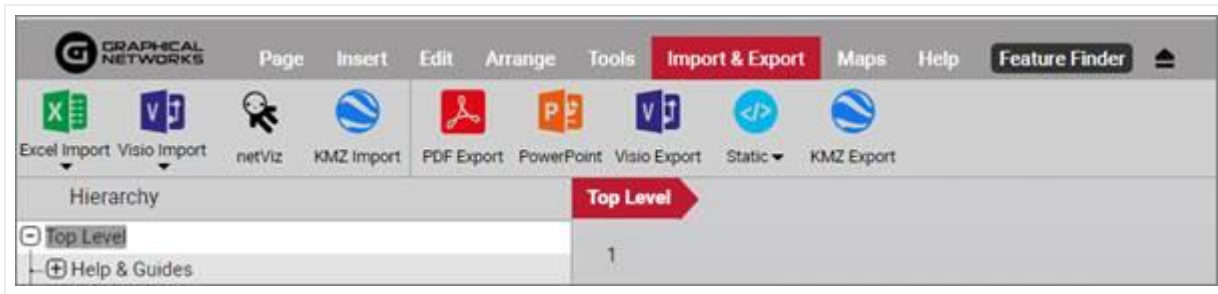 GRAPHICAL NETWORKS
Page Insert Edit Arrange Tools Import & Export Maps Help Feature Finder
Excel Import Visio Import netViz KMZ Import PDF Export PowerPoint Visio Export Static KMZ Export
Hierarchy Top Level
Top Level
1
Help & Guides